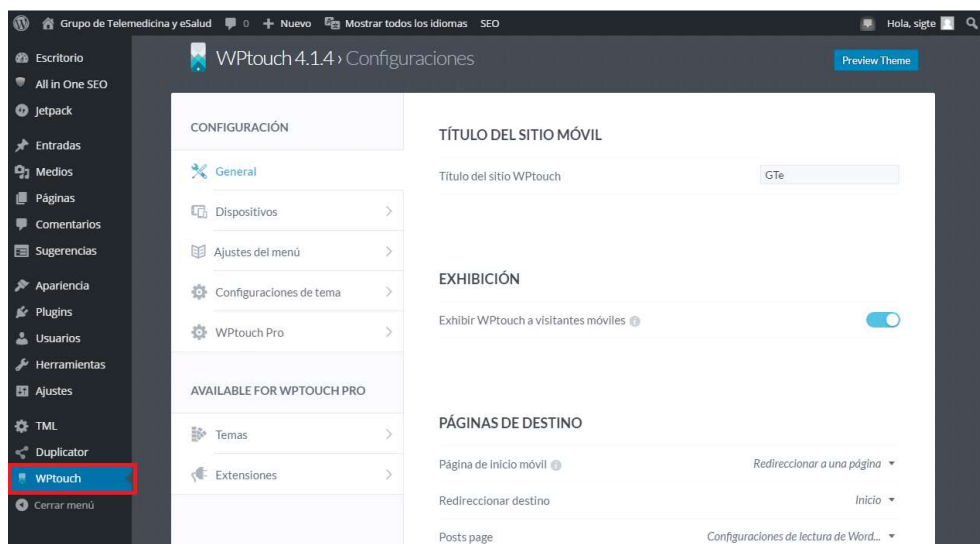 Grupo de Telemedicina y eSalud 0 + Nuevo Mostrar todos los idiomas SEO Hola, sigte
Escritorio
All in One SEO
Jetpack
Entradas
Medios
Páginas
Comentarios
Sugerencias
Apariencia
Plugins
Usuarios
Herramientas
Ajustes
TML
Duplicator
WPtouch
Cerrar menú
WPtouch 4.1.4 › Configuraciones
Preview Theme
CONFIGURACIÓN
General
Dispositivos
Ajustes del menú
Configuraciones de tema
WPtouch Pro
AVAILABLE FOR WPTOUCH PRO
Temas
Extensiones
TÍTULO DEL SITIO MÓVIL
Título del sitio WPtouch GTe
EXHIBICIÓN
Exhibir WPtouch a visitantes móviles
PÁGINAS DE DESTINO
Página de inicio móvil Redireccionar a una página
Redireccionar destino Inicio
Posts page Configuraciones de lectura de Word...